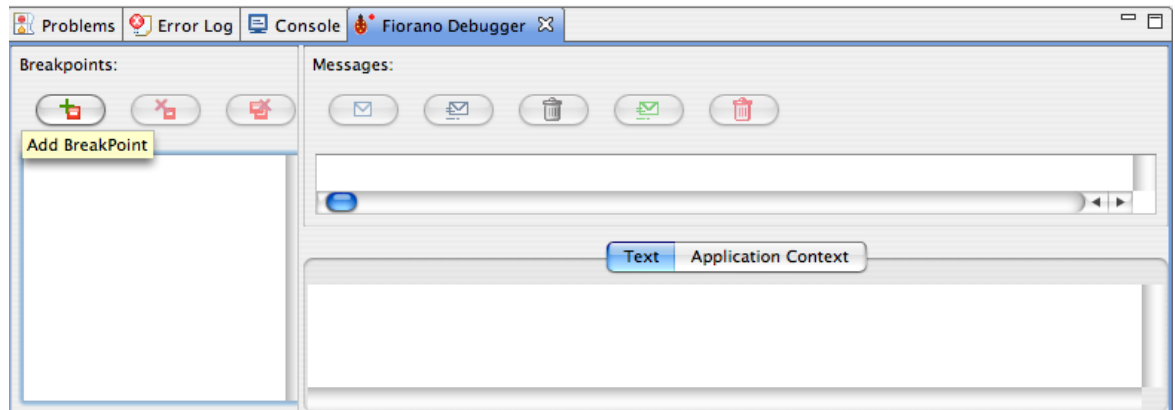 Problems Error Log Console Fiorano Debugger
Breakpoints: Messages:
Add BreakPoint
Text Application Context